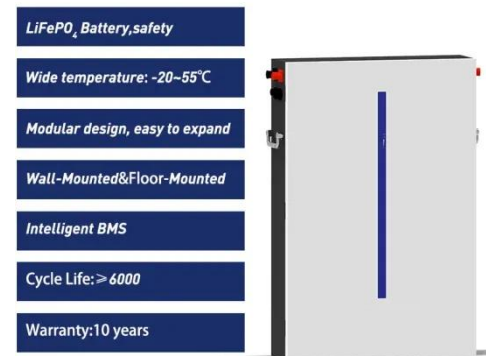 LiFePO₄ Battery,safety
Wide temperature: -20~55℃
Modular design, easy to expand
Wall-Mounted&Floor-Mounted
Intelligent BMS
Cycle Life:≥6000
Warranty:10 years